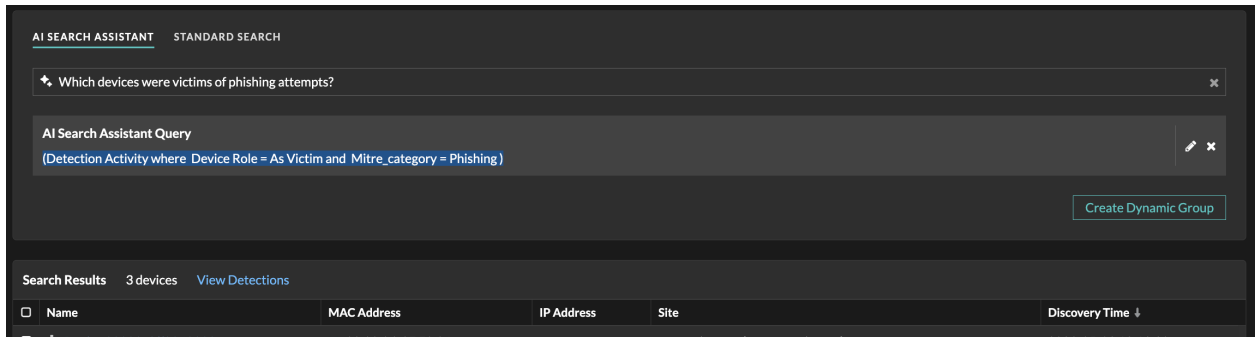 AI SEARCH ASSISTANT STANDARD SEARCH
Which devices were victims of phishing attempts?
AI Search Assistant Query
(Detection Activity where Device Role = As Victim and Mitre_category = Phishing )
Create Dynamic Group
Search Results 3 devices View Detections
Name MAC Address IP Address Site Discovery Time ↓